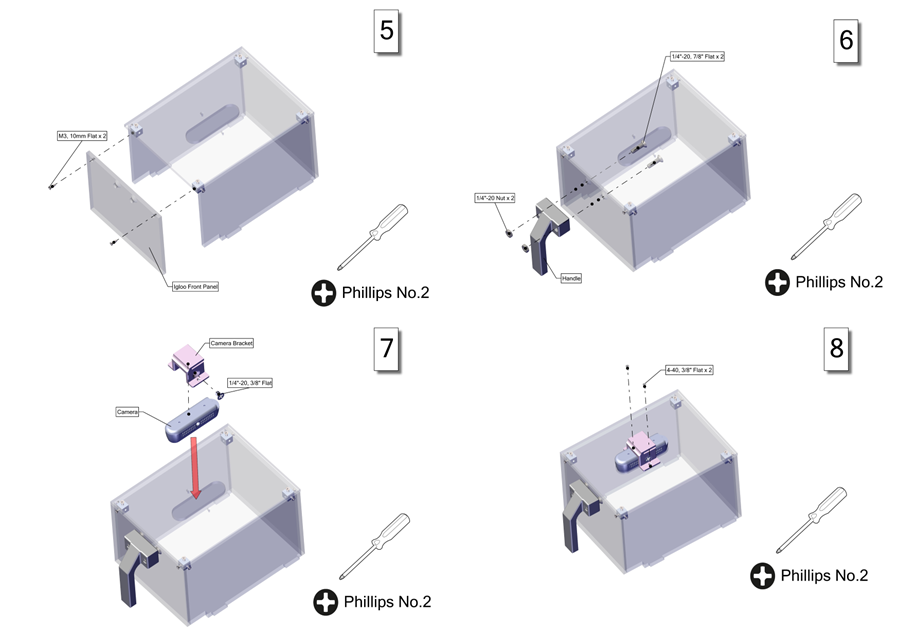 5
M3, 10mm Flat x 2
Igloo Front Panel
Phillips No.2
6
1/4"-20, 7/8" Flat x 2
1/4"-20 Nut x 2
Handle
Phillips No.2
7
Camera Bracket
1/4"-20, 3/8" Flat
Camera
Phillips No.2
8
4-40, 3/8" Flat x 2
Phillips No.2